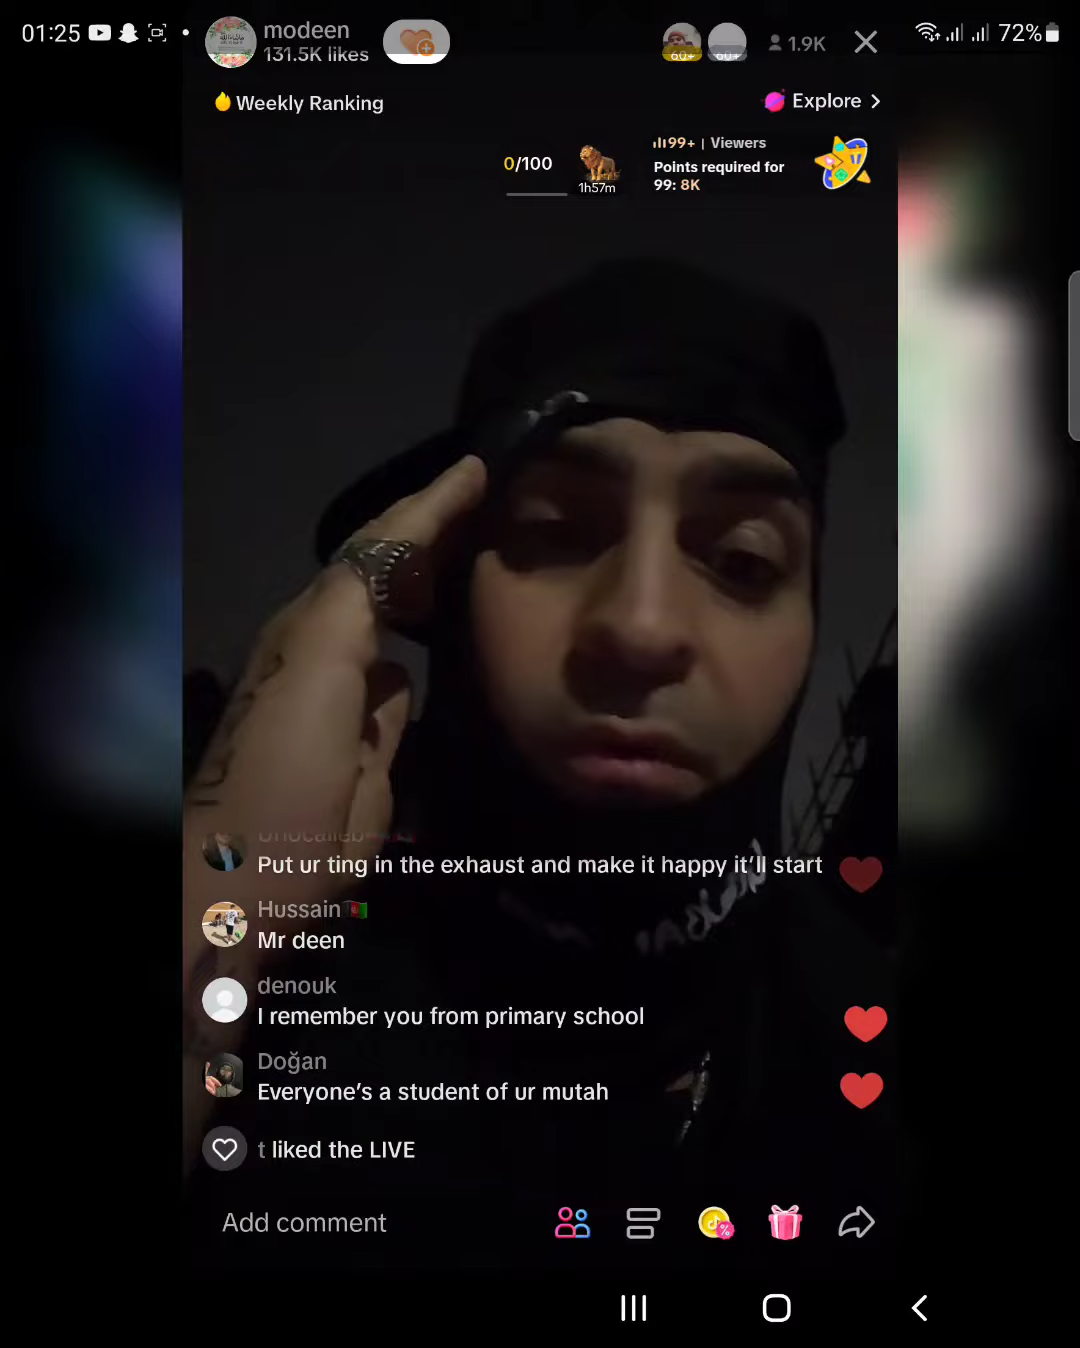 01:25
72%
modeen
131.5K likes
60+
60+
1.9K
Weekly Ranking
Explore
0/100
1h57m
99+ | Viewers
Points required for
99: 8K
Put ur ting in the exhaust and make it happy it'll start
Hussain
Mr deen
denouk
I remember you from primary school
Doğan
Everyone's a student of ur mutah
t liked the LIVE
Add comment